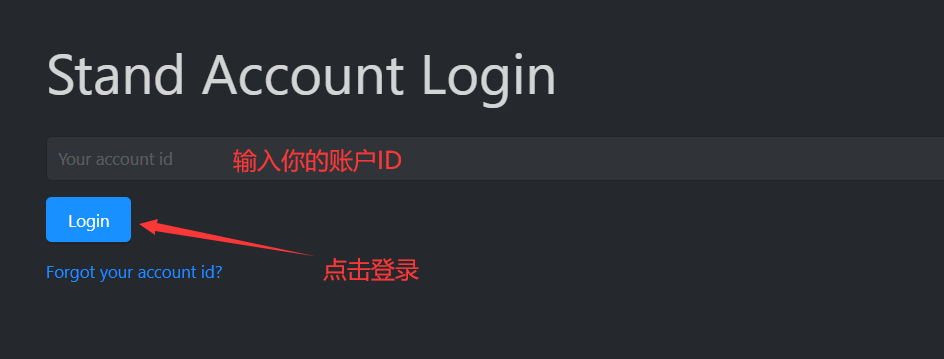 Stand Account Login
Your account id 输入你的账户ID
Login
点击登录
Forgot your account id?